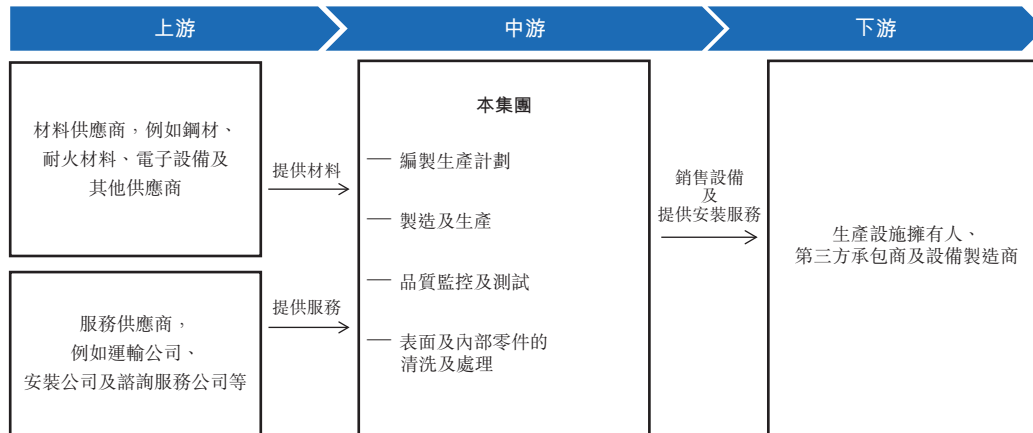 上游
中游
下游
材料供應商，例如鋼材、
耐火材料、電子設備及
其他供應商
提供材料
服務供應商，
例如運輸公司、
安裝公司及諮詢服務公司等
提供服務
本集團
— 編製生產計劃
— 製造及生產
— 品質監控及測試
— 表面及內部零件的
清洗及處理
銷售設備
及
提供安裝服務
生產設施擁有人、
第三方承包商及設備製造商